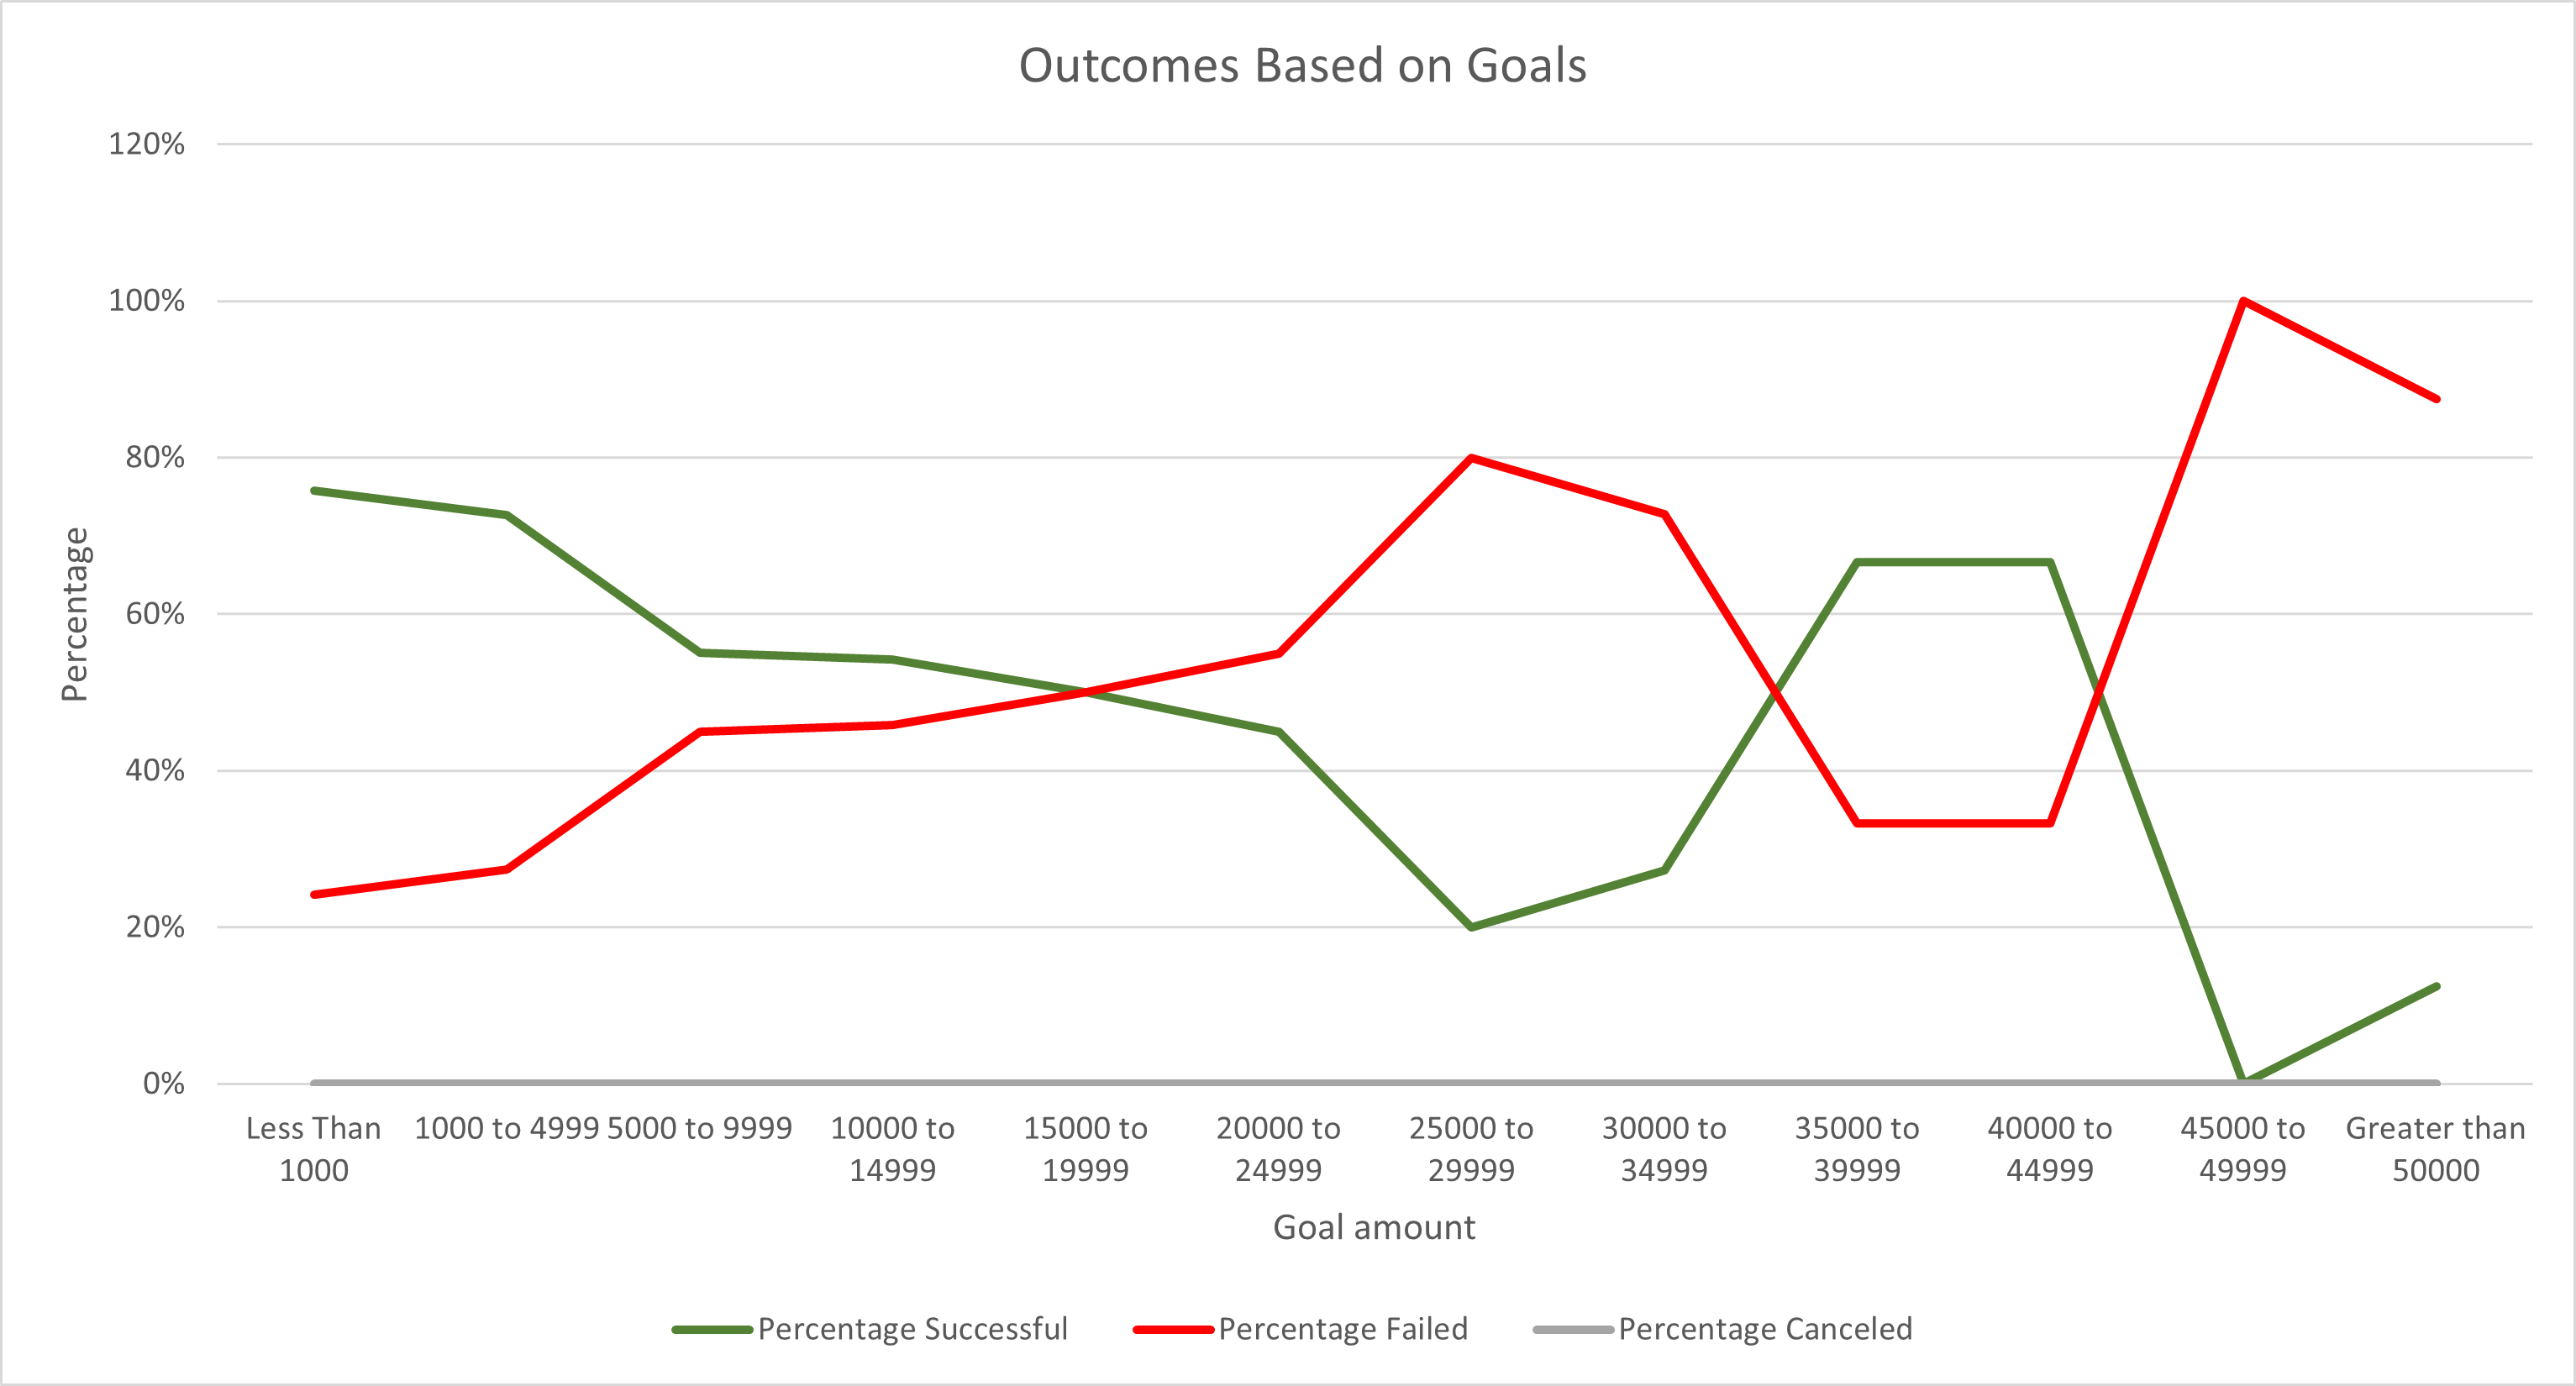 Outcomes Based on Goals
120%
100%
80%
60%
40%
20%
0%
Percentage
Less Than 1000
1000 to 4999
5000 to 9999
10000 to 14999
15000 to 19999
20000 to 24999
25000 to 29999
30000 to 34999
35000 to 39999
40000 to 44999
45000 to 49999
Greater than 50000
Goal amount
Percentage Successful
Percentage Failed
Percentage Canceled